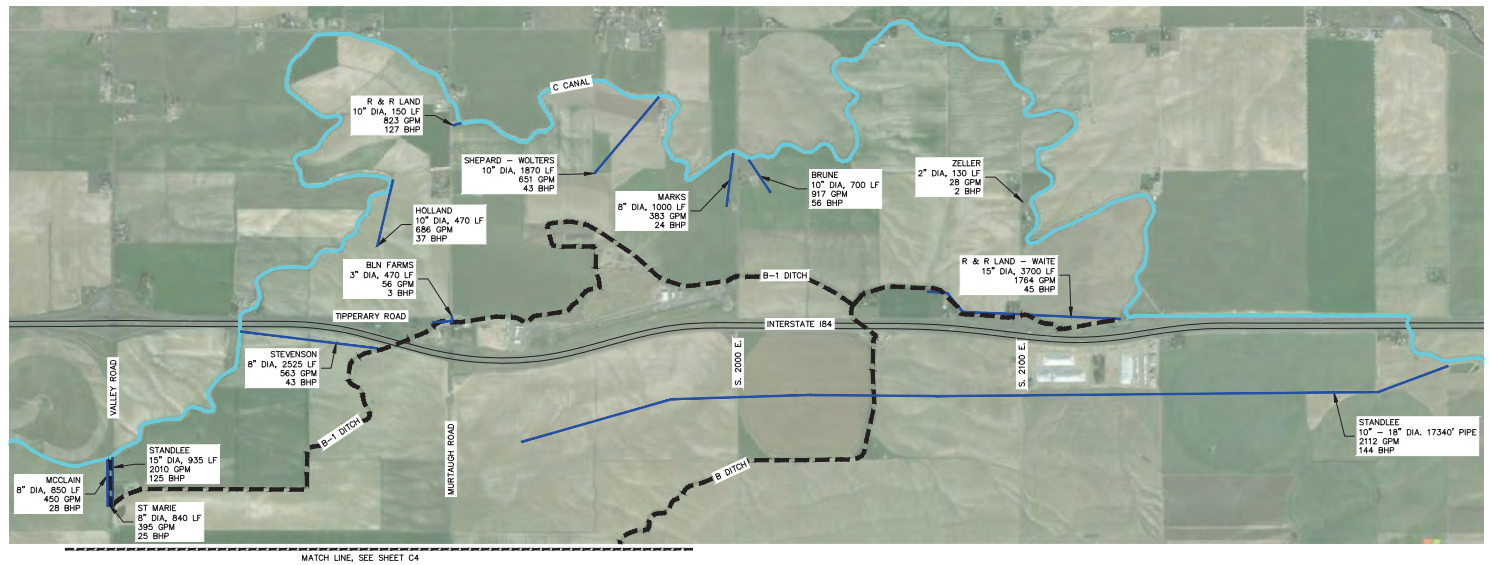 C CANAL
R & R LAND
10" DIA, 150 LF
823 GPM
127 BHP
SHEPARD - WOLTERS
10" DIA, 1870 LF
651 GPM
43 BHP
MARKS
8" DIA, 1000 LF
383 GPM
24 BHP
BRUNE
10" DIA, 700 LF
917 GPM
56 BHP
ZELLER
2" DIA, 130 LF
28 GPM
2 BHP
HOLLAND
10" DIA, 470 LF
686 GPM
37 BHP
BLN FARMS
3" DIA, 470 LF
56 GPM
3 BHP
B-1 DITCH
R & R LAND - WAITE
15" DIA, 3700 LF
1764 GPM
45 BHP
TIPPERARY ROAD
INTERSTATE I84
STEVENSON
8" DIA, 2525 LF
563 GPM
43 BHP
S. 2000 E.
S. 2100 E.
VALLEY ROAD
B-1 DITCH
MURTAUGH ROAD
B DITCH
STANDLEE
10" - 18" DIA. 17340' PIPE
2112 GPM
144 BHP
STANDLEE
15" DIA, 935 LF
2010 GPM
125 BHP
MCCLAIN
8" DIA, 850 LF
450 GPM
28 BHP
ST MARIE
8" DIA, 840 LF
395 GPM
25 BHP
MATCH LINE, SEE SHEET C4